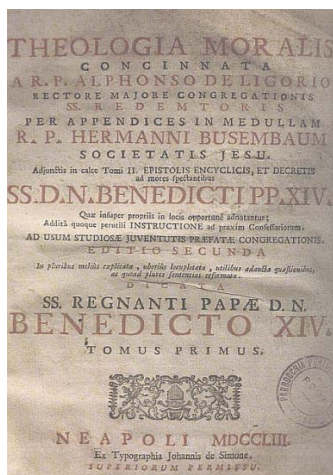 THEOLOGIA MORALIS
CONCINNATA
A R. P. ALPHONSO DE LIGORIO
RECTORE MAJORE CONGREGATIONIS
SS. REDEMTORIS
PER APPENDICES IN MEDULLAM
R. P. HERMANNI BUSEMBAUM
SOCIETATIS JESU.
Adjunctis in calce Tomi II. EPISTOLIS ENCYCLICIS, ET DECRETIS
ad mores spectantibus
SS. D. N. BENEDICTI PP. XIV.
Quæ insuper propriis in locis opportune adnotantur;
Addita quoque perutili INSTRUCTIONE ad praxim Confessariorum.
AD USUM STUDIOSÆ JUVENTUTIS PRÆFATÆ CONGREGATIONIS.
EDITIO SECUNDA
In pluribus melius explicata, uberius locupletata, utilibus adaucta quæstionibus,
ac quoad plures sententias reformata.
DICATA
SS. REGNANTI PAPÆ D. N.
BENEDICTO XIV.
TOMUS PRIMUS.
NEAPOLI MDCCLIII.
Ex Typographia Johannis de Simone.
SUPERIORUM PERMISSU.